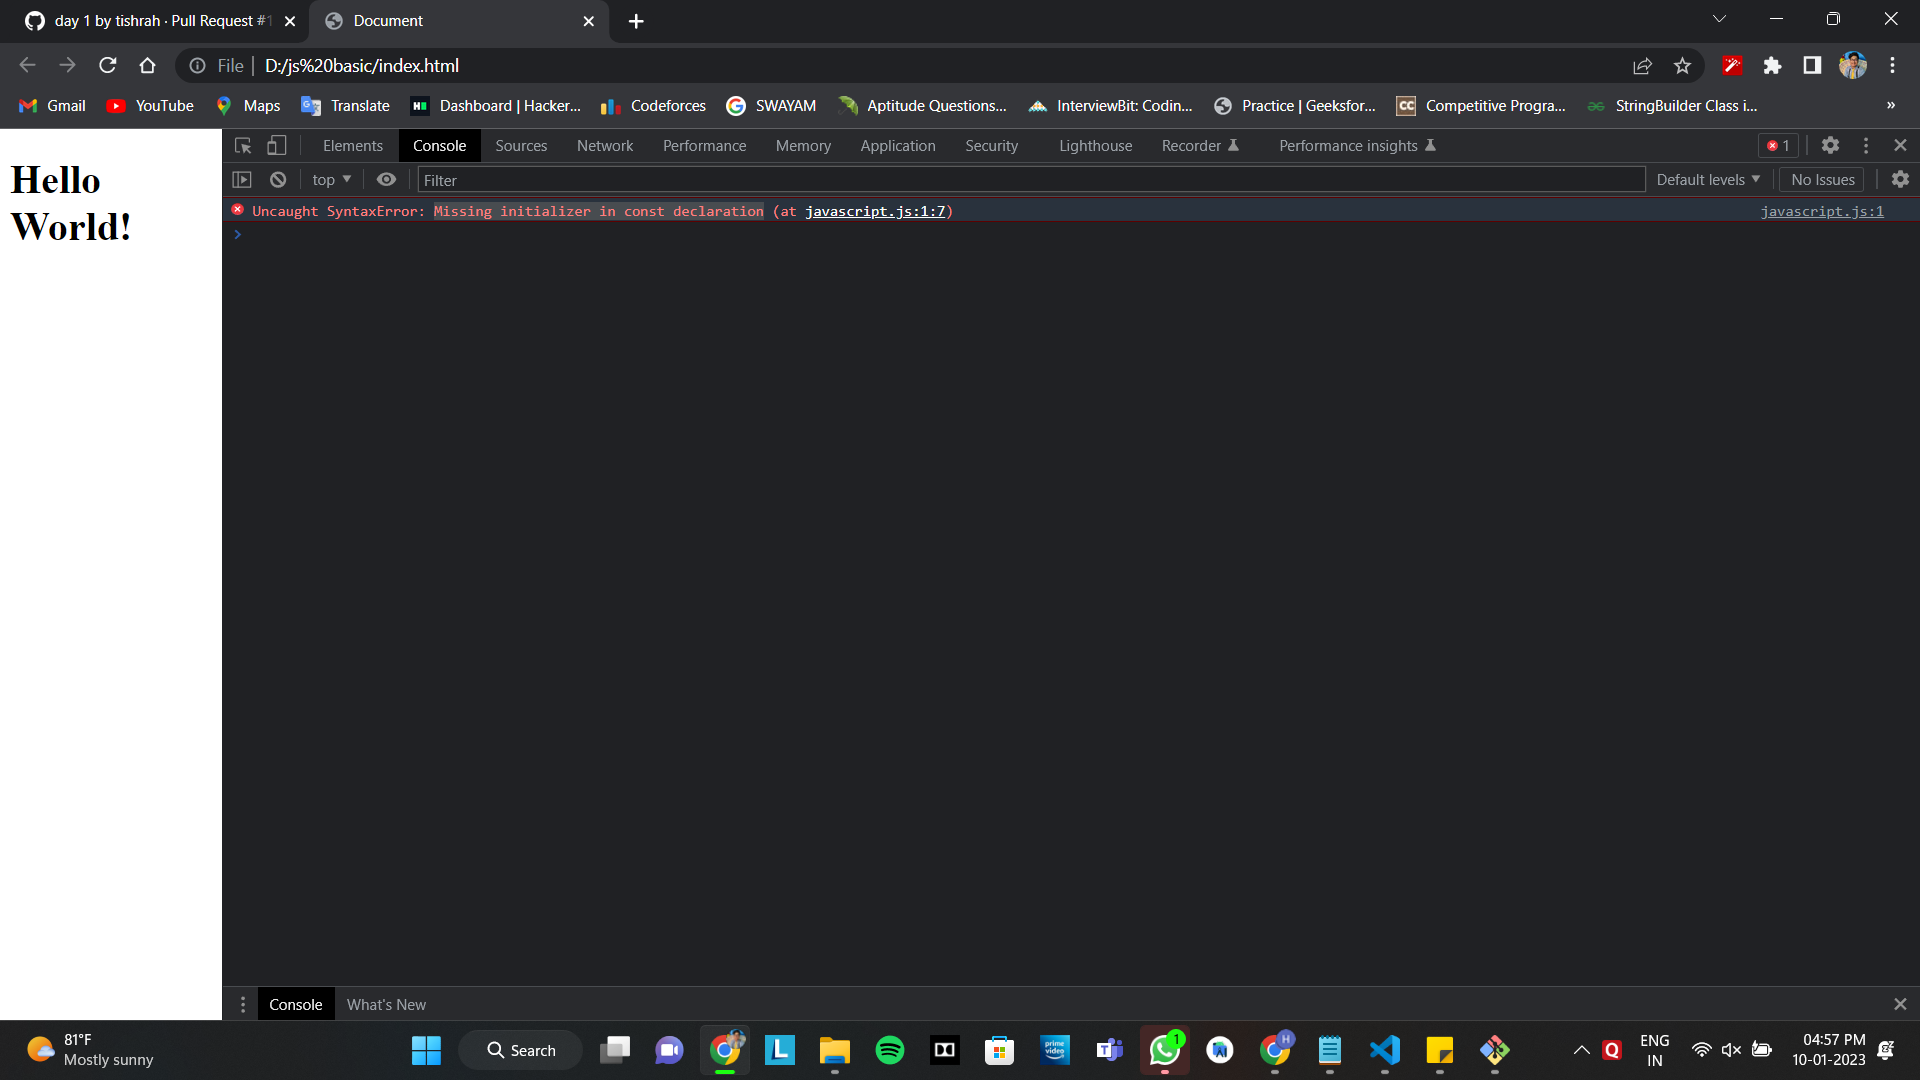 day 1 by tishrah · Pull Request #1
Document
File
D:/js%20basic/index.html
Gmail
YouTube
Maps
Translate
Dashboard | Hacker...
Codeforces
SWAYAM
Aptitude Questions...
InterviewBit: Codin...
Practice | Geeksfor...
CC
Competitive Progra...
StringBuilder Class i...
»
Hello
World!
Elements
Console
Sources
Network
Performance
Memory
Application
Security
Lighthouse
Recorder
Performance insights
1
top
Filter
Default levels
No Issues
Uncaught SyntaxError: Missing initializer in const declaration (at javascript.js:1:7)
javascript.js:1
Console
What's New
81°F
Mostly sunny
Search
L
prime video
1
H
Q
ENG
IN
04:57 PM
10-01-2023